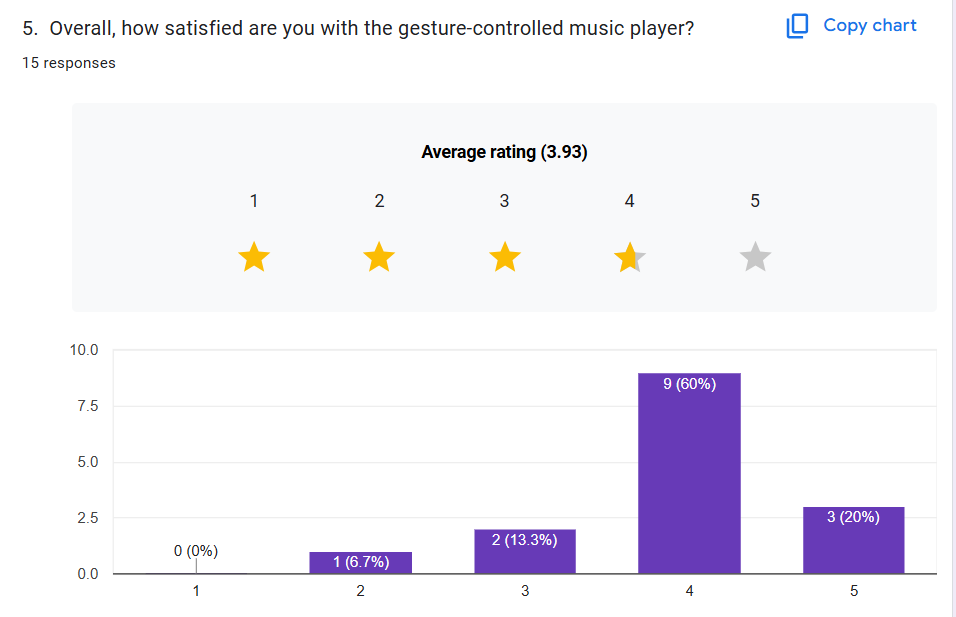 5. Overall, how satisfied are you with the gesture-controlled music player?
Copy chart
15 responses
Average rating (3.93)
1 2 3 4 5
10.0
7.5
5.0
2.5
0.0
0 (0%)
1 (6.7%)
2 (13.3%)
9 (60%)
3 (20%)
1 2 3 4 5